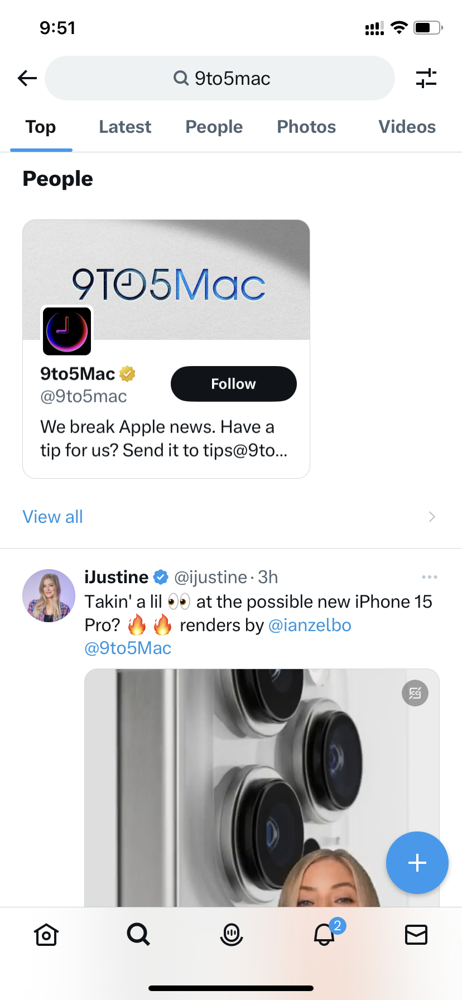 9:51
9to5mac
Top Latest People Photos Videos
People
9TO5Mac
9to5Mac
@9to5mac
Follow
We break Apple news. Have a
tip for us? Send it to tips@9to...
View all
iJustine @ijustine · 3h
Takin' a lil 👀 at the possible new iPhone 15
Pro? 🔥 🔥 renders by @ianzelbo
@9to5Mac
CC
2